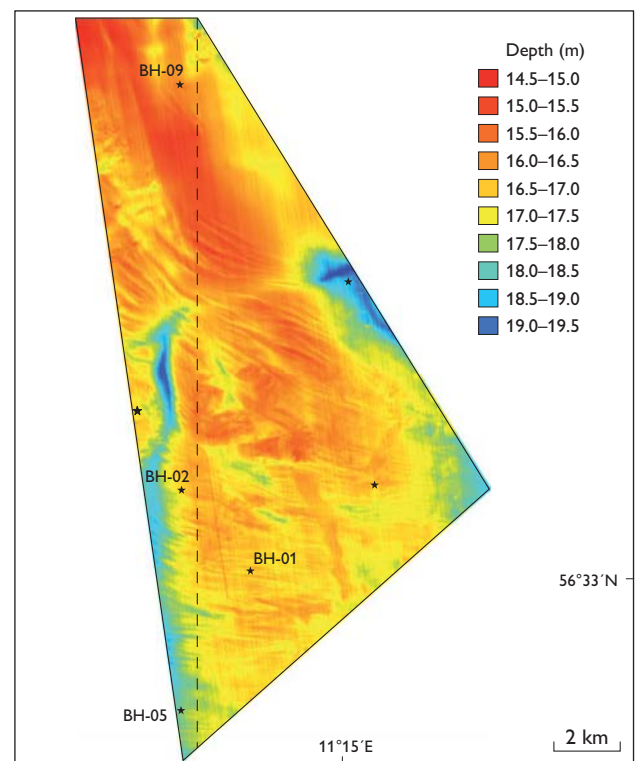 Depth (m)
14.5–15.0
15.0–15.5
15.5–16.0
16.0–16.5
16.5–17.0
17.0–17.5
17.5–18.0
18.0–18.5
18.5–19.0
19.0–19.5
BH-09
BH-02
BH-01
56°33´N
BH-05
11°15´E
2 km